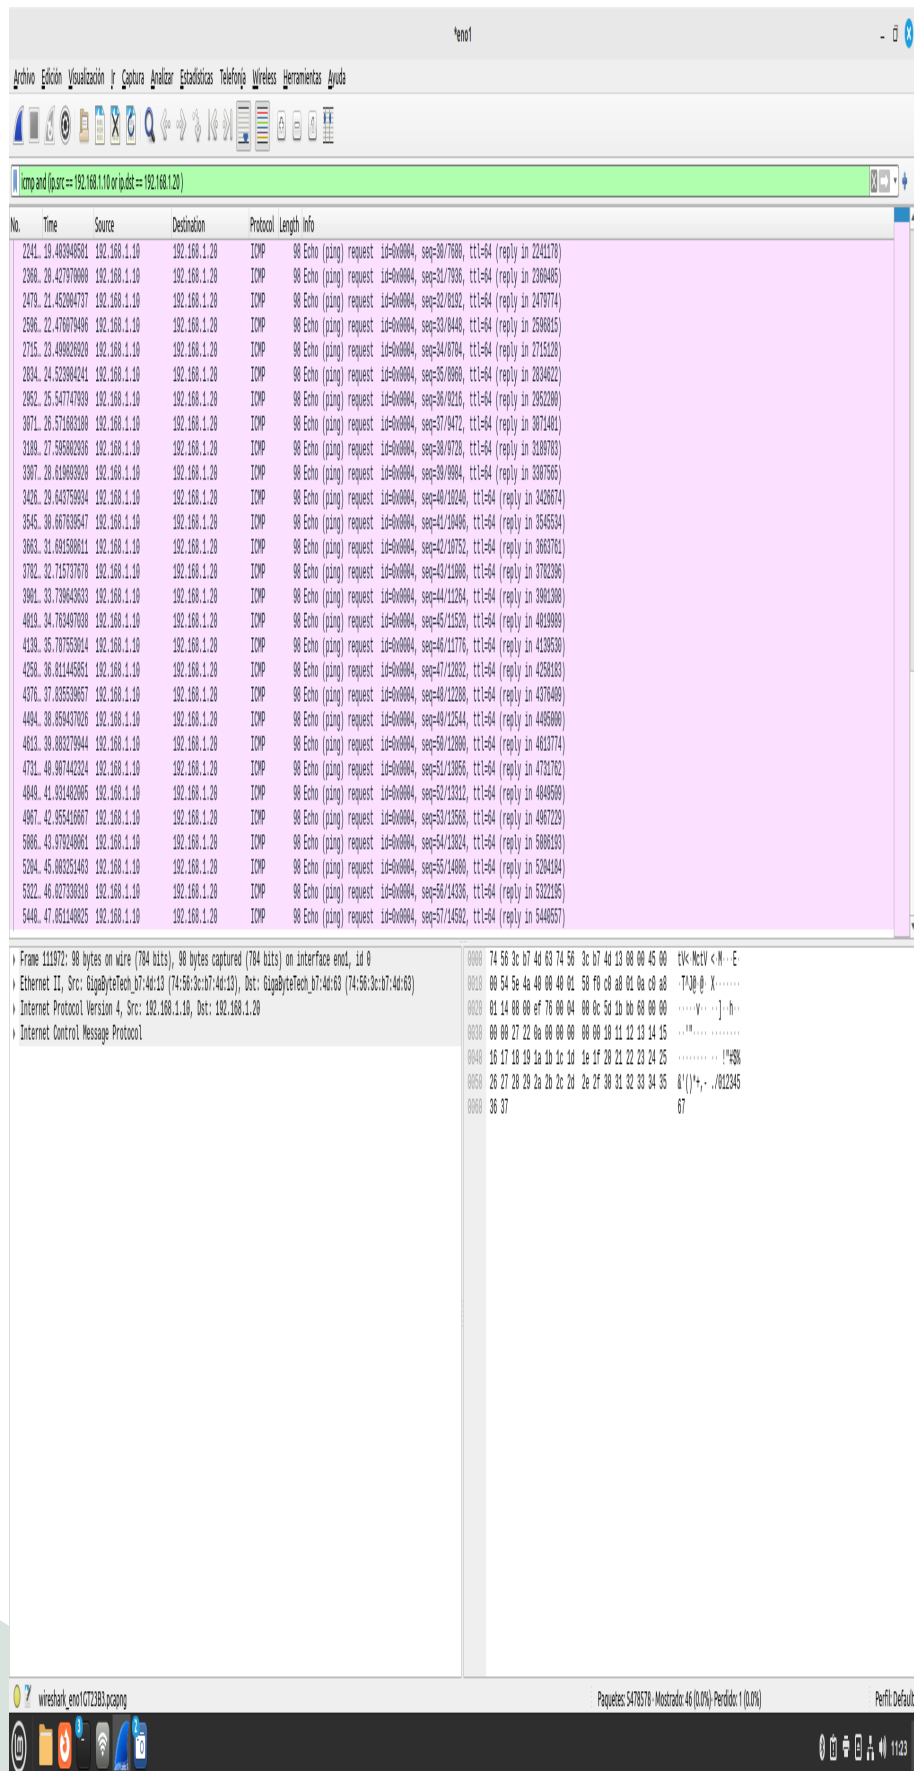 *eno1
Archivo Edición Visualización Ir Captura Analizar Estadísticas Telefonía Wireless Herramientas Ayuda
icmp and (ip.src == 192.168.1.10 or ip.dst == 192.168.1.20 )
No. Time Source Destination Protocol Length Info
2241… 19.403948581 192.168.1.10 192.168.1.20 ICMP 98 Echo (ping) request id=0x0004, seq=30/7680, ttl=64 (reply in 2241178)
2360… 20.427970000 192.168.1.10 192.168.1.20 ICMP 98 Echo (ping) request id=0x0004, seq=31/7936, ttl=64 (reply in 2360485)
2479… 21.452004737 192.168.1.10 192.168.1.20 ICMP 98 Echo (ping) request id=0x0004, seq=32/8192, ttl=64 (reply in 2479774)
2596… 22.476079496 192.168.1.10 192.168.1.20 ICMP 98 Echo (ping) request id=0x0004, seq=33/8448, ttl=64 (reply in 2596815)
2715… 23.499826920 192.168.1.10 192.168.1.20 ICMP 98 Echo (ping) request id=0x0004, seq=34/8704, ttl=64 (reply in 2715128)
2834… 24.523984241 192.168.1.10 192.168.1.20 ICMP 98 Echo (ping) request id=0x0004, seq=35/8960, ttl=64 (reply in 2834622)
2952… 25.547747939 192.168.1.10 192.168.1.20 ICMP 98 Echo (ping) request id=0x0004, seq=36/9216, ttl=64 (reply in 2952280)
3071… 26.571683180 192.168.1.10 192.168.1.20 ICMP 98 Echo (ping) request id=0x0004, seq=37/9472, ttl=64 (reply in 3071401)
3189… 27.595802936 192.168.1.10 192.168.1.20 ICMP 98 Echo (ping) request id=0x0004, seq=38/9728, ttl=64 (reply in 3189783)
3307… 28.619693920 192.168.1.10 192.168.1.20 ICMP 98 Echo (ping) request id=0x0004, seq=39/9984, ttl=64 (reply in 3307565)
3426… 29.643759934 192.168.1.10 192.168.1.20 ICMP 98 Echo (ping) request id=0x0004, seq=40/10240, ttl=64 (reply in 3426674)
3545… 30.667639547 192.168.1.10 192.168.1.20 ICMP 98 Echo (ping) request id=0x0004, seq=41/10496, ttl=64 (reply in 3545534)
3663… 31.691580611 192.168.1.10 192.168.1.20 ICMP 98 Echo (ping) request id=0x0004, seq=42/10752, ttl=64 (reply in 3663761)
3782… 32.715737678 192.168.1.10 192.168.1.20 ICMP 98 Echo (ping) request id=0x0004, seq=43/11008, ttl=64 (reply in 3782396)
3901… 33.739643633 192.168.1.10 192.168.1.20 ICMP 98 Echo (ping) request id=0x0004, seq=44/11264, ttl=64 (reply in 3901308)
4019… 34.763497038 192.168.1.10 192.168.1.20 ICMP 98 Echo (ping) request id=0x0004, seq=45/11520, ttl=64 (reply in 4019989)
4139… 35.787553014 192.168.1.10 192.168.1.20 ICMP 98 Echo (ping) request id=0x0004, seq=46/11776, ttl=64 (reply in 4139530)
4258… 36.811445851 192.168.1.10 192.168.1.20 ICMP 98 Echo (ping) request id=0x0004, seq=47/12032, ttl=64 (reply in 4258183)
4376… 37.835539657 192.168.1.10 192.168.1.20 ICMP 98 Echo (ping) request id=0x0004, seq=48/12288, ttl=64 (reply in 4376409)
4494… 38.859437026 192.168.1.10 192.168.1.20 ICMP 98 Echo (ping) request id=0x0004, seq=49/12544, ttl=64 (reply in 4495000)
4613… 39.883279944 192.168.1.10 192.168.1.20 ICMP 98 Echo (ping) request id=0x0004, seq=50/12800, ttl=64 (reply in 4613774)
4731… 40.907442324 192.168.1.10 192.168.1.20 ICMP 98 Echo (ping) request id=0x0004, seq=51/13056, ttl=64 (reply in 4731762)
4849… 41.931482005 192.168.1.10 192.168.1.20 ICMP 98 Echo (ping) request id=0x0004, seq=52/13312, ttl=64 (reply in 4849509)
4967… 42.955416667 192.168.1.10 192.168.1.20 ICMP 98 Echo (ping) request id=0x0004, seq=53/13568, ttl=64 (reply in 4967229)
5086… 43.979248061 192.168.1.10 192.168.1.20 ICMP 98 Echo (ping) request id=0x0004, seq=54/13824, ttl=64 (reply in 5086193)
5204… 45.003251463 192.168.1.10 192.168.1.20 ICMP 98 Echo (ping) request id=0x0004, seq=55/14080, ttl=64 (reply in 5204184)
5322… 46.027330318 192.168.1.10 192.168.1.20 ICMP 98 Echo (ping) request id=0x0004, seq=56/14336, ttl=64 (reply in 5322195)
5440… 47.051140825 192.168.1.10 192.168.1.20 ICMP 98 Echo (ping) request id=0x0004, seq=57/14592, ttl=64 (reply in 5440557)
Frame 111972: 98 bytes on wire (784 bits), 98 bytes captured (784 bits) on interface eno1, id 0
Ethernet II, Src: GigaByteTech_b7:4d:13 (74:56:3c:b7:4d:13), Dst: GigaByteTech_b7:4d:63 (74:56:3c:b7:4d:63)
Internet Protocol Version 4, Src: 192.168.1.10, Dst: 192.168.1.20
Internet Control Message Protocol
0000 74 56 3c b7 4d 63 74 56 3c b7 4d 13 08 00 45 00 tV<·MctV <·M···E·
0010 00 54 5e 4a 40 00 40 01 58 f8 c0 a8 01 0a c0 a8 ·T^J@·@· X·······
0020 01 14 08 00 ef 76 00 04 00 0c 5d 1b bb 68 00 00 ·····v·· ··]··h··
0030 00 00 27 22 0a 00 00 00 00 00 10 11 12 13 14 15 ··'"···· ········
0040 16 17 18 19 1a 1b 1c 1d 1e 1f 20 21 22 23 24 25 ········ ·· !"#$%
0050 26 27 28 29 2a 2b 2c 2d 2e 2f 30 31 32 33 34 35 &'()*+,- ./012345
0060 36 37 67
wireshark_eno1GT23B3.pcapng Paquetes: 5478578 · Mostrado: 46 (0.0%) · Perdido: 1 (0.0%) Perfil: Default
3 2 11:23